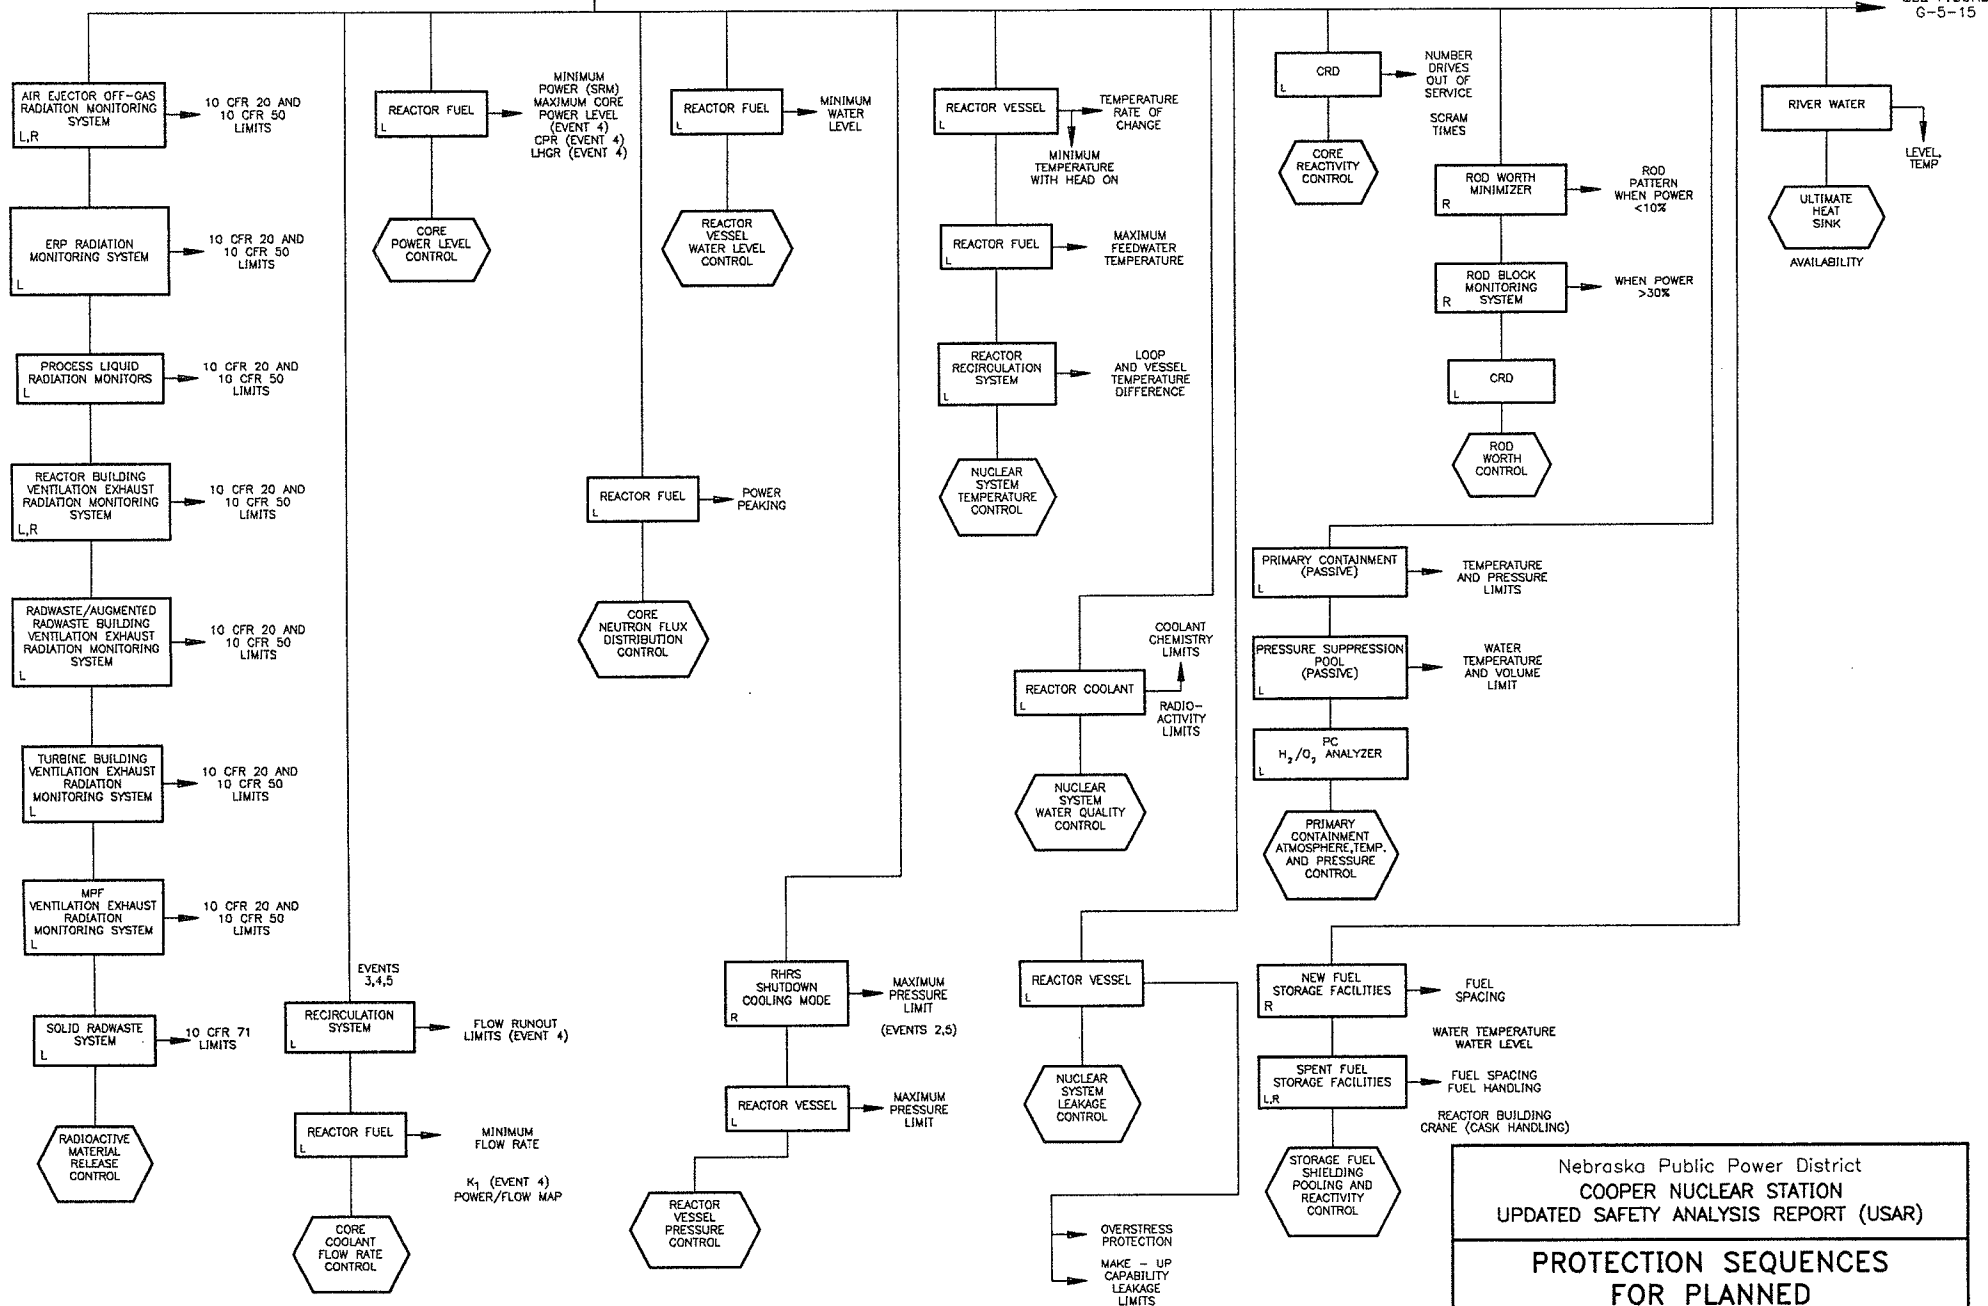 G-5-15
AIR EJECTOR OFF-GAS
RADIATION MONITORING
SYSTEM
L,R
10 CFR 20 AND
10 CFR 50
LIMITS
ERP RADIATION
MONITORING SYSTEM
L
10 CFR 20 AND
10 CFR 50
LIMITS
PROCESS LIQUID
RADIATION MONITORS
L
10 CFR 20 AND
10 CFR 50
LIMITS
REACTOR BUILDING
VENTILATION EXHAUST
RADIATION MONITORING
SYSTEM
L,R
10 CFR 20 AND
10 CFR 50
LIMITS
RADWASTE/AUGMENTED
RADWASTE BUILDING
VENTILATION EXHAUST
RADIATION MONITORING
SYSTEM
L
10 CFR 20 AND
10 CFR 50
LIMITS
TURBINE BUILDING
VENTILATION EXHAUST
RADIATION
MONITORING SYSTEM
L
10 CFR 20 AND
10 CFR 50
LIMITS
MPF
VENTILATION EXHAUST
RADIATION
MONITORING SYSTEM
L
10 CFR 20 AND
10 CFR 50
LIMITS
SOLID RADWASTE
SYSTEM
L
10 CFR 71
LIMITS
RADIOACTIVE
MATERIAL
RELEASE
CONTROL
REACTOR FUEL
L
MINIMUM
POWER (SRM)
MAXIMUM CORE
POWER LEVEL
(EVENT 4)
CPR (EVENT 4)
LHGR (EVENT 4)
CORE
POWER LEVEL
CONTROL
EVENTS
3,4,5
RECIRCULATION
SYSTEM
L
FLOW RUNOUT
LIMITS (EVENT 4)
REACTOR FUEL
L
MINIMUM
FLOW RATE
K1 (EVENT 4)
POWER/FLOW MAP
CORE
COOLANT
FLOW RATE
CONTROL
REACTOR FUEL
L
MINIMUM
WATER
LEVEL
REACTOR
VESSEL
WATER LEVEL
CONTROL
REACTOR FUEL
L
POWER
PEAKING
CORE
NEUTRON FLUX
DISTRIBUTION
CONTROL
RHRS
SHUTDOWN
COOLING MODE
R
MAXIMUM
PRESSURE
LIMIT
(EVENTS 2,5)
REACTOR VESSEL
L
MAXIMUM
PRESSURE
LIMIT
REACTOR
VESSEL
PRESSURE
CONTROL
REACTOR VESSEL
L
TEMPERATURE
RATE OF
CHANGE
MINIMUM
TEMPERATURE
WITH HEAD ON
REACTOR FUEL
L
MAXIMUM
FEEDWATER
TEMPERATURE
REACTOR
RECIRCULATION
SYSTEM
L
LOOP
AND VESSEL
TEMPERATURE
DIFFERENCE
NUCLEAR
SYSTEM
TEMPERATURE
CONTROL
COOLANT
CHEMISTRY
LIMITS
REACTOR COOLANT
L
RADIO-
ACTIVITY
LIMITS
NUCLEAR
SYSTEM
WATER QUALITY
CONTROL
REACTOR VESSEL
L
NUCLEAR
SYSTEM
LEAKAGE
CONTROL
OVERSTRESS
PROTECTION
MAKE - UP
CAPABILITY
LEAKAGE
LIMITS
CRD
L
NUMBER
DRIVES
OUT OF
SERVICE
SCRAM
TIMES
CORE
REACTIVITY
CONTROL
ROD WORTH
MINIMIZER
R
ROD
PATTERN
WHEN POWER
<10%
ROD BLOCK
MONITORING
SYSTEM
R
WHEN POWER
>30%
CRD
L
ROD
WORTH
CONTROL
PRIMARY CONTAINMENT
(PASSIVE)
L
TEMPERATURE
AND PRESSURE
LIMITS
PRESSURE SUPPRESSION
POOL
(PASSIVE)
L
WATER
TEMPERATURE
AND VOLUME
LIMIT
PC
H2/O2 ANALYZER
L
PRIMARY
CONTAINMENT
ATMOSPHERE,TEMP.
AND PRESSURE
CONTROL
NEW FUEL
STORAGE FACILITIES
R
FUEL
SPACING
WATER TEMPERATURE
WATER LEVEL
SPENT FUEL
STORAGE FACILITIES
L,R
FUEL SPACING
FUEL HANDLING
REACTOR BUILDING
CRANE (CASK HANDLING)
STORAGE FUEL
SHIELDING
POOLING AND
REACTIVITY
CONTROL
RIVER WATER
L
LEVEL,
TEMP
ULTIMATE
HEAT
SINK
AVAILABILITY
Nebraska Public Power District
COOPER NUCLEAR STATION
UPDATED SAFETY ANALYSIS REPORT (USAR)
PROTECTION SEQUENCES
FOR PLANNED